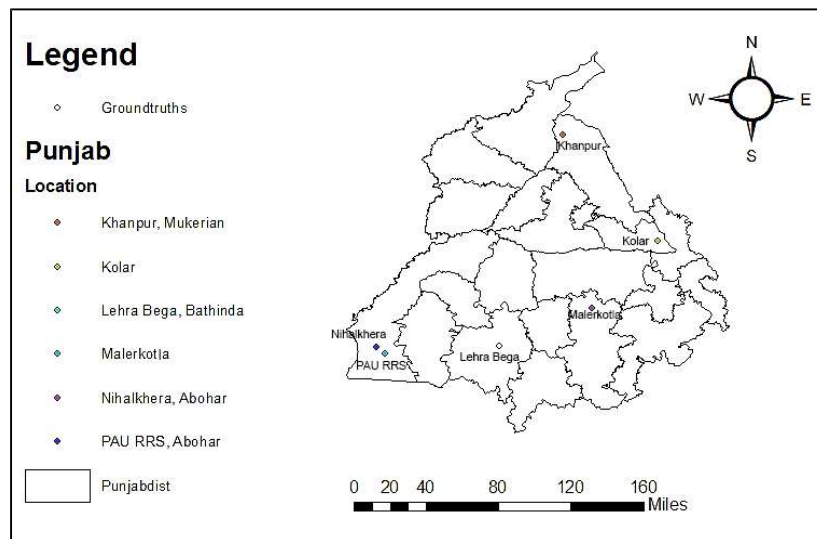 Legend
Groundtruths
Punjab
Location
Khanpur, Mukerian
Kolar
Lehra Bega, Bathinda
Malerkotla
Nihalkhera, Abohar
PAU RRS, Abohar
Punjabdist
N
W E
S
Khanpur
Kolar
Malerkotla
Nihalkhera
PAU RRS
Lehra Bega
0 20 40 80 120 160
Miles